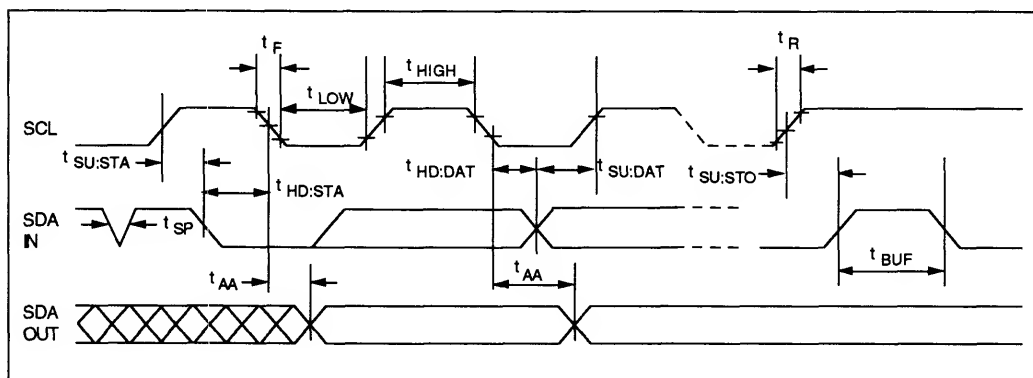 t F
t R
t HIGH
t LOW
SCL
t SU:STA
t HD:STA
t HD:DAT
t SU:DAT
t SU:STO
SDA
IN
t SP
t AA
t AA
t BUF
SDA
OUT